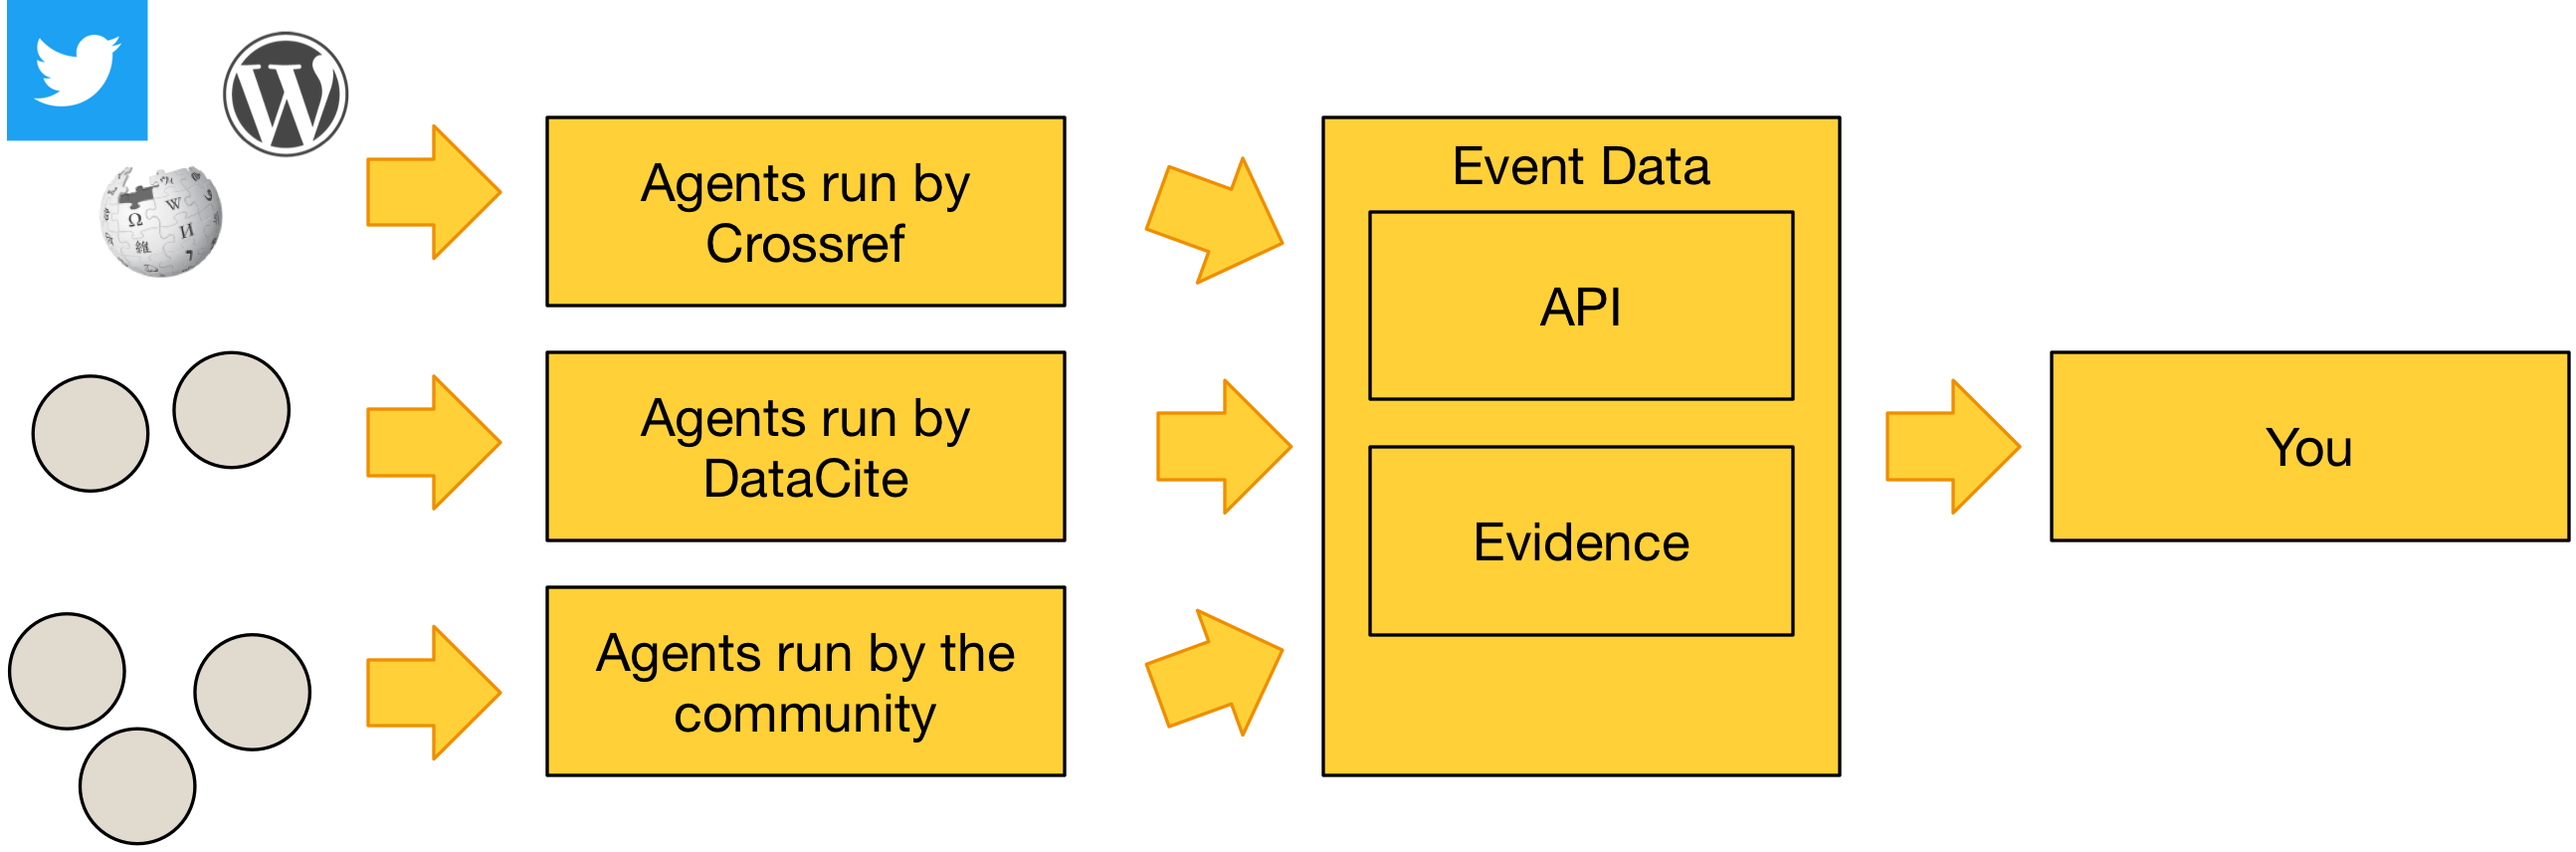 Agents run by
Crossref
Agents run by
DataCite
Agents run by the
community
Event Data
API
Evidence
You